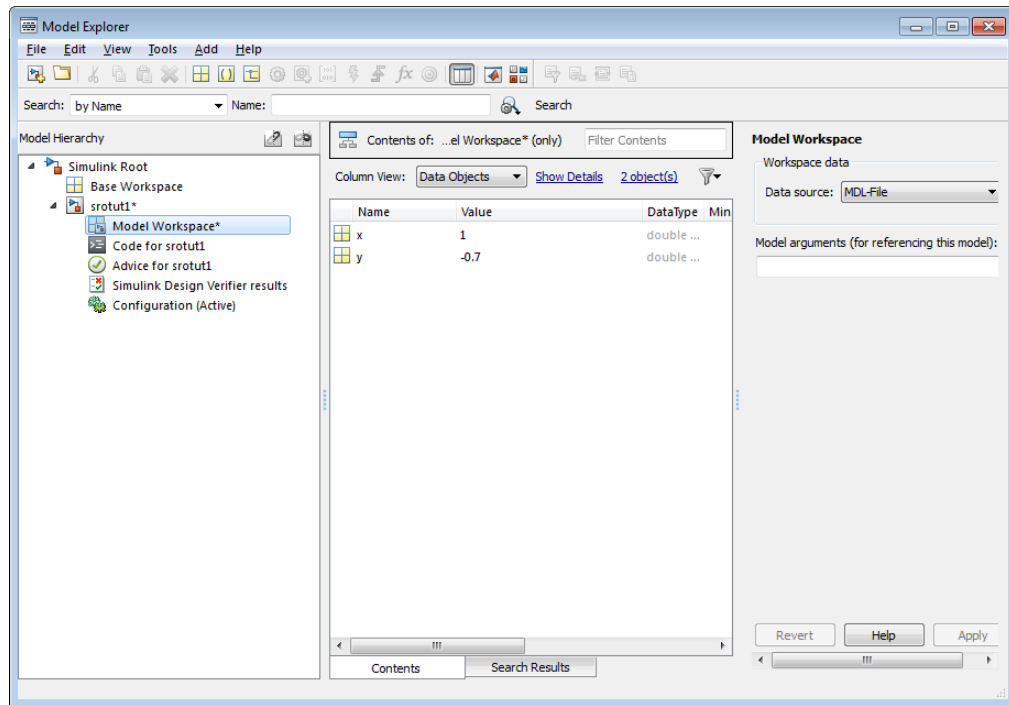 Model Explorer
File Edit View Tools Add Help
fx
Search: by Name Name: Search
Model Hierarchy
Simulink Root
Base Workspace
srotut1*
Model Workspace*
Code for srotut1
Advice for srotut1
Simulink Design Verifier results
Configuration (Active)
Contents of: ...el Workspace* (only) Filter Contents
Column View: Data Objects Show Details 2 object(s)
Name Value DataType Min
x 1 double ...
y -0.7 double ...
Contents Search Results
Model Workspace
Workspace data
Data source: MDL-File
Model arguments (for referencing this model):
Revert Help Apply